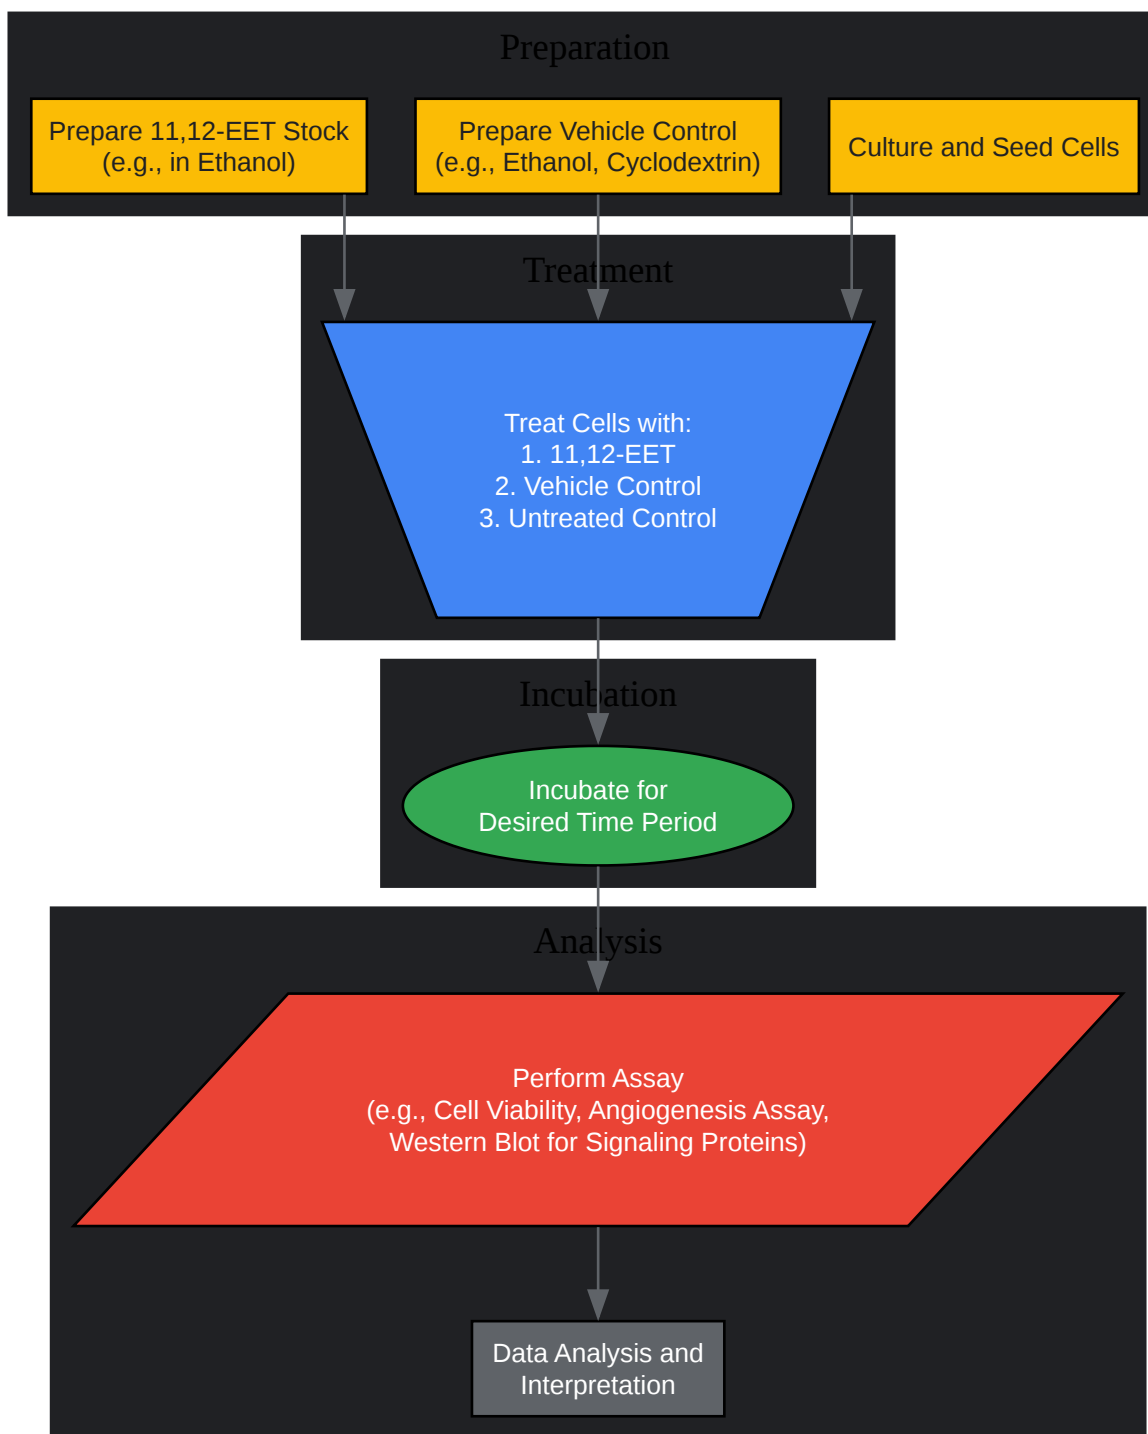 Preparation
Prepare 11,12-EET Stock
(e.g., in Ethanol)
Prepare Vehicle Control
(e.g., Ethanol, Cyclodextrin)
Culture and Seed Cells
Treatment
Treat Cells with:
1. 11,12-EET
2. Vehicle Control
3. Untreated Control
Incubation
Incubate for
Desired Time Period
Analysis
Perform Assay
(e.g., Cell Viability, Angiogenesis Assay,
Western Blot for Signaling Proteins)
Data Analysis and
Interpretation